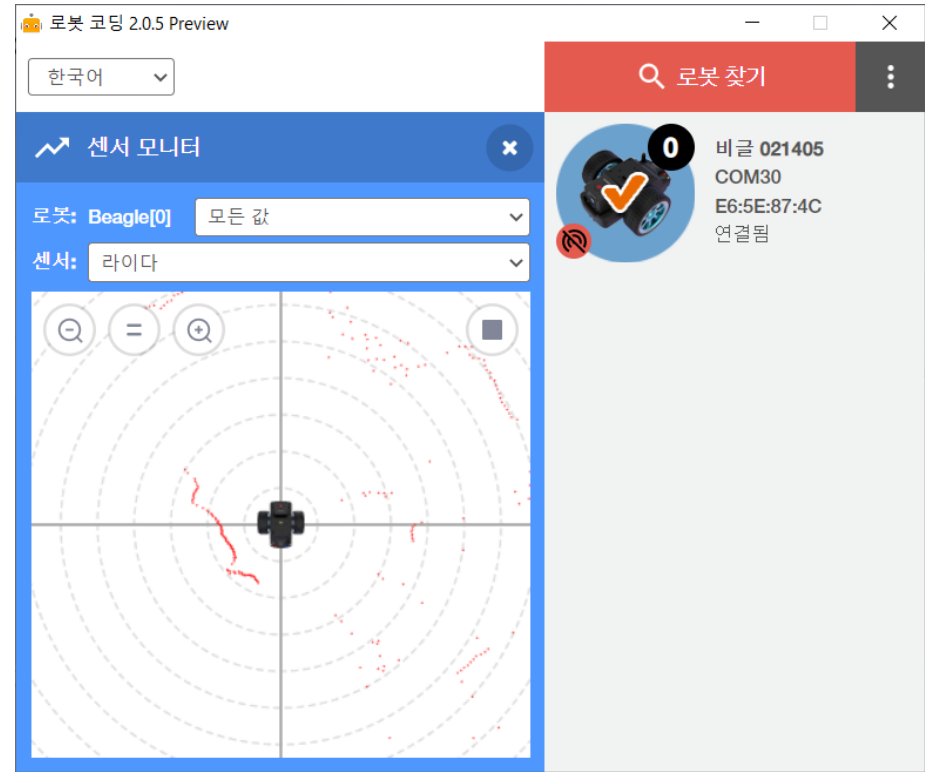 로봇 코딩 2.0.5 Preview
한국어
로봇 찾기
센서 모니터
로봇: Beagle[0] 모든 값
센서: 라이다
0
비글 021405
COM30
E6:5E:87:4C
연결됨